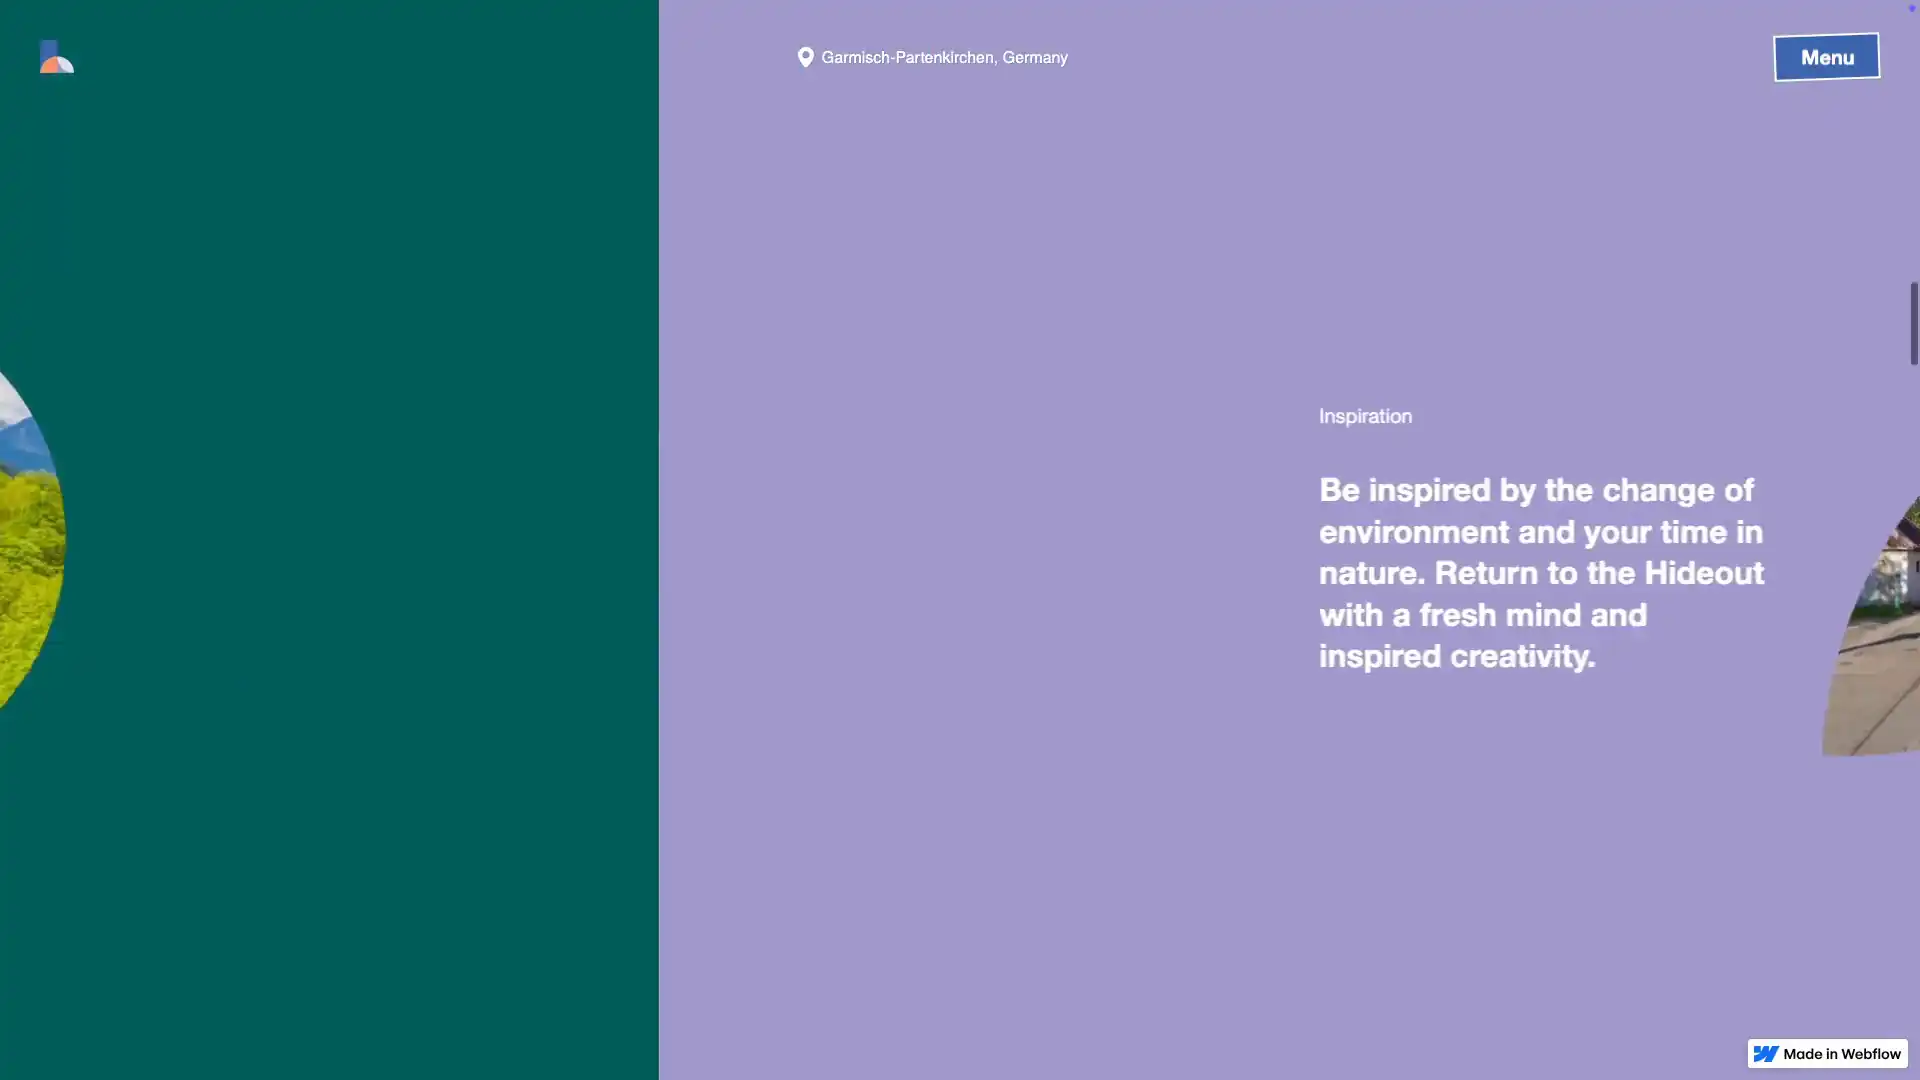 Garmisch-Partenkirchen, Germany
Menu
Inspiration
Be inspired by the change of
environment and your time in
nature. Return to the Hideout
with a fresh mind and
inspired creativity.
Made in Webflow